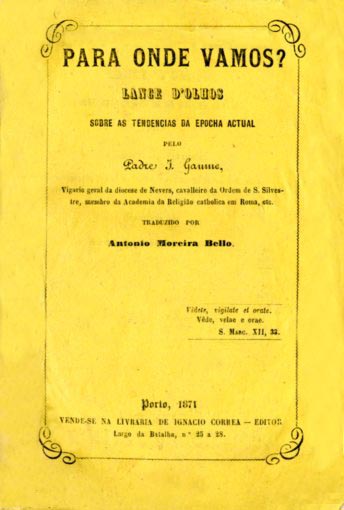 PARA ONDE VAMOS?
LANCE D'OLHOS
SOBRE AS TENDENCIAS DA EPOCHA ACTUAL
PELO
Padre J. Gaume,
Vigario geral da diocese de Nevers, cavalleiro da Ordem de S. Silves-
tre, membro da Academia da Religião catholica em Roma, etc.
TRADUZIDO POR
Antonio Moreira Bello.
Videte, vigilate et orate.
Vêde, velae e orae.
S. Marc. XII, 33.
Porto, 1871
VENDE-SE NA LIVRARIA DE IGNACIO CORREA — EDITOR
Largo da Batalha, n.º 25 a 28.